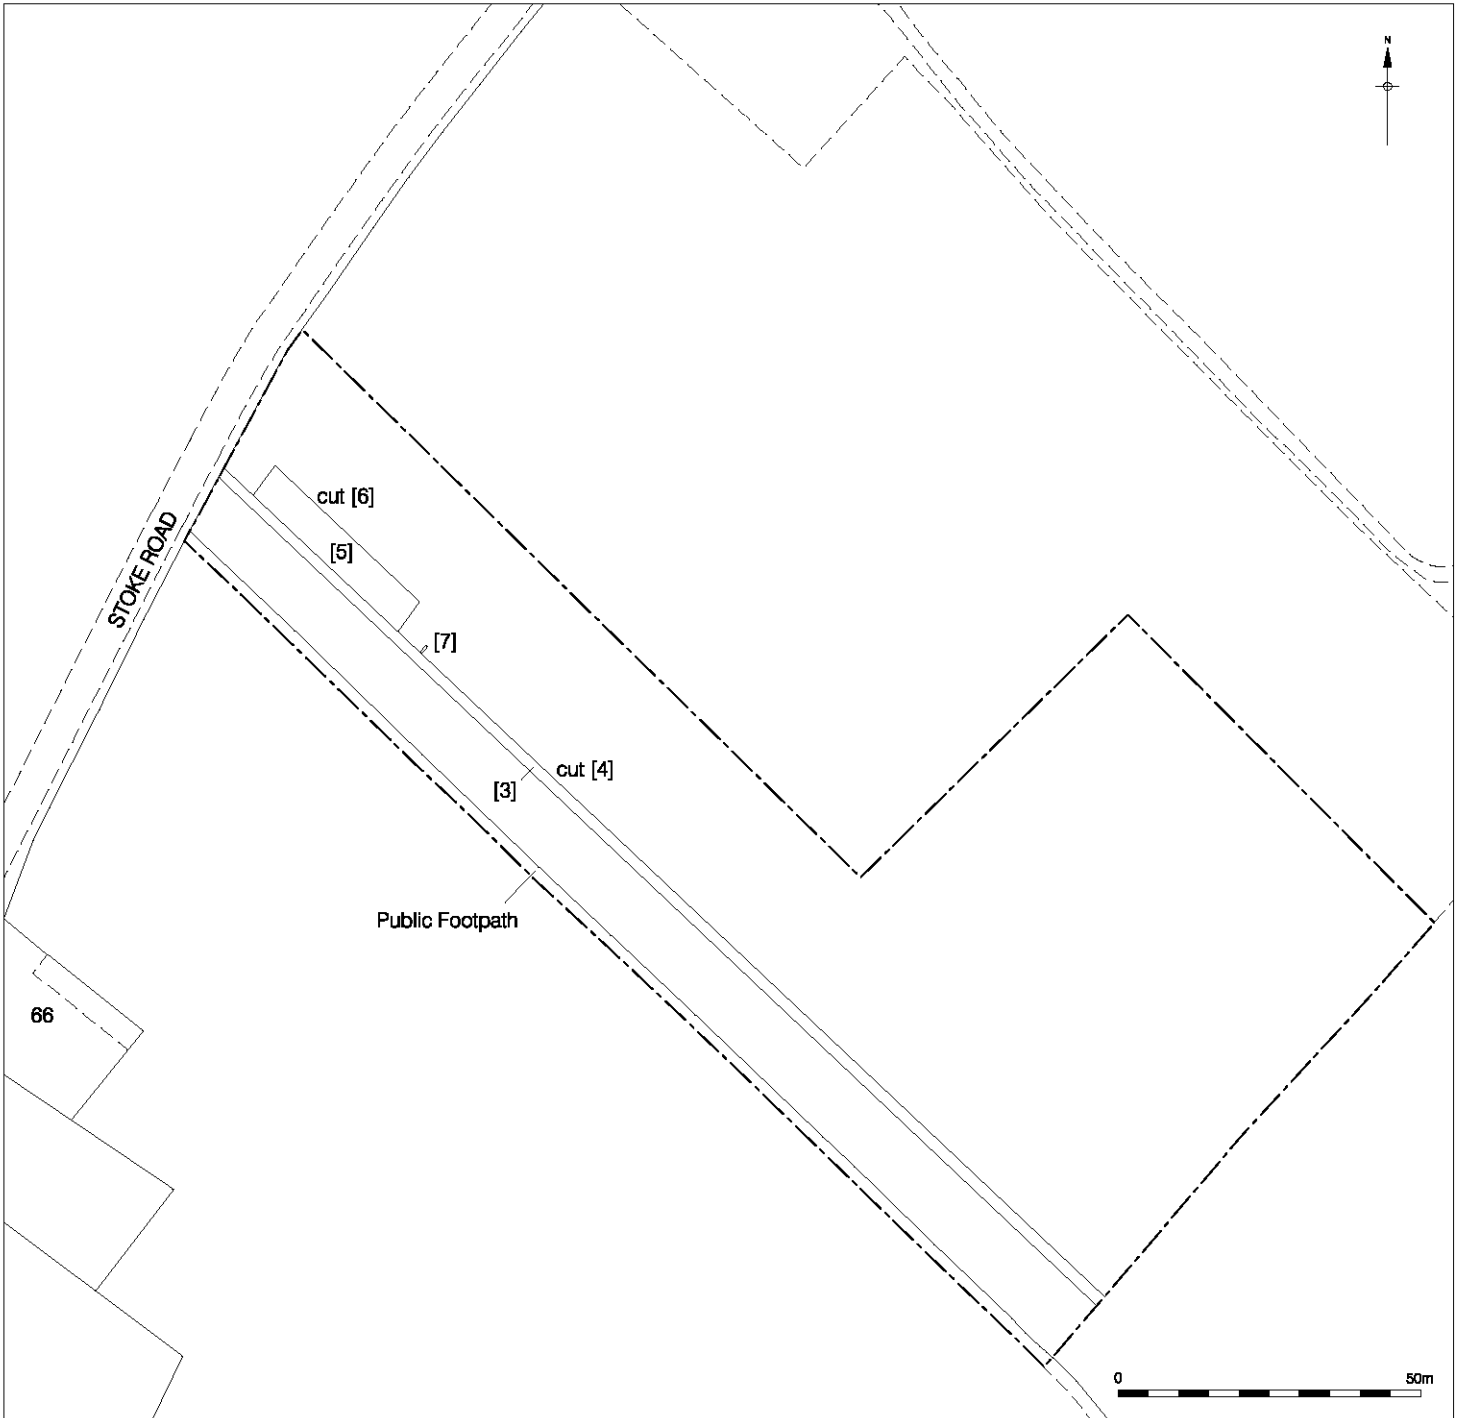 N
cut [6]
[5]
STOKE ROAD
[7]
cut [4]
[3]
Public Footpath
66
0 50m